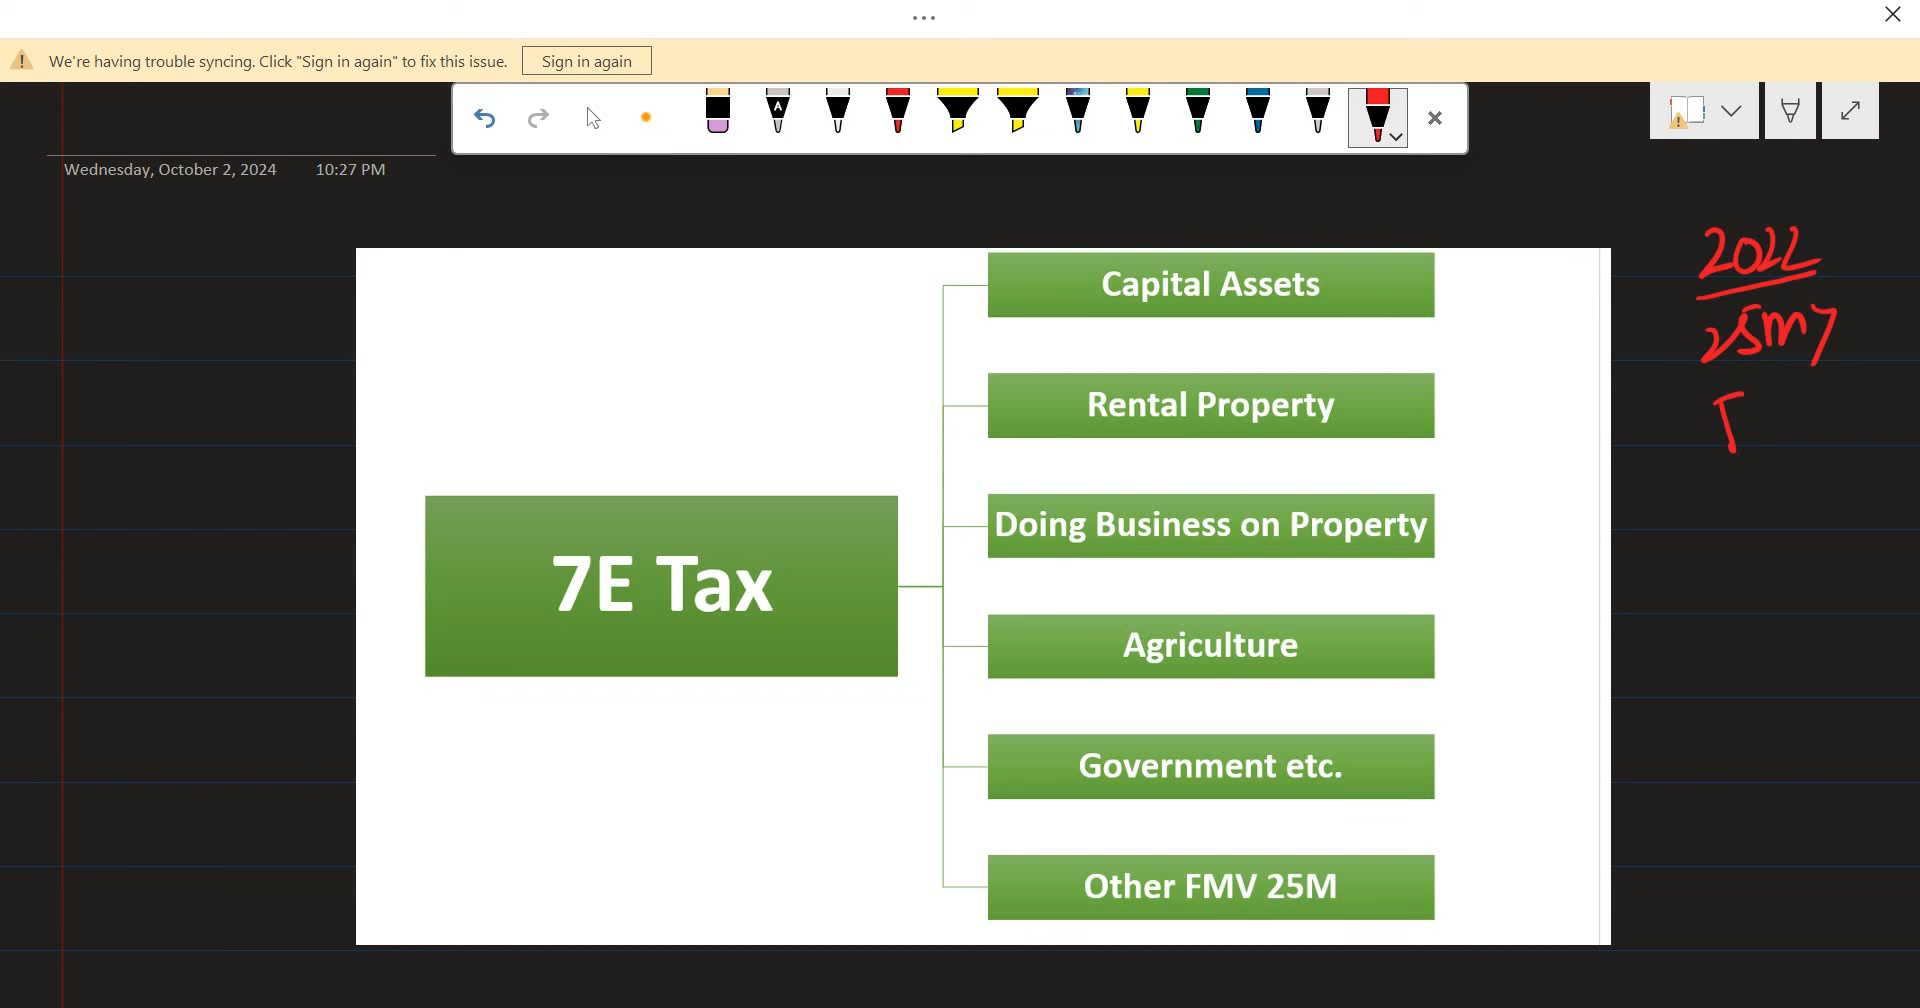 We're having trouble syncing. Click "Sign in again" to fix this issue.
Sign in again
A
Wednesday, October 2, 2024 10:27 PM
2022
25m7
Capital Assets
Rental Property
Doing Business on Property
7E Tax
Agriculture
Government etc.
Other FMV 25M